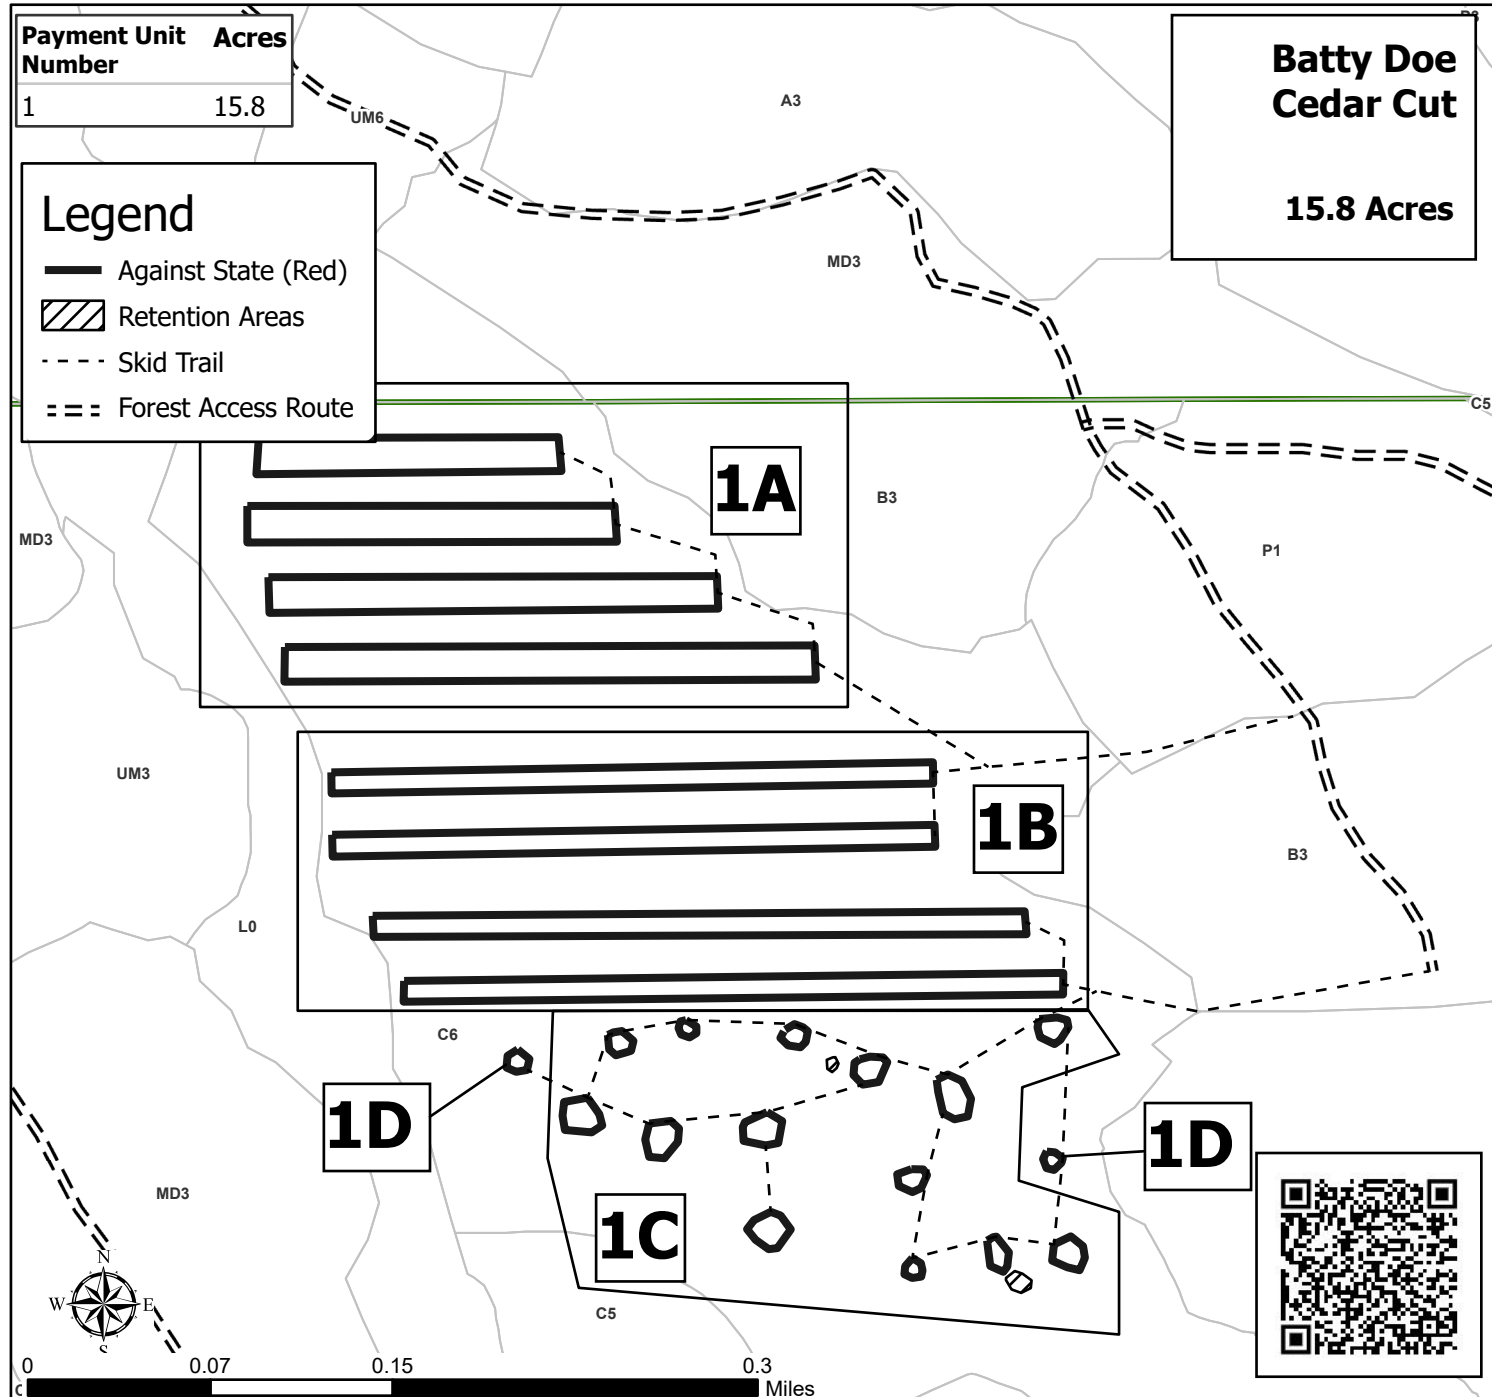 Payment Unit Acres
Number
1 15.8
Batty Doe
Cedar Cut
15.8 Acres
A3
UM6
Legend
Against State (Red)
Retention Areas
Skid Trail
Forest Access Route
MD3
C5
1A
B3
MD3
P1
UM3
1B
B3
L0
C6
1D
1D
MD3
1C
C5
N
W E
S
0 0.07 0.15 0.3
Miles